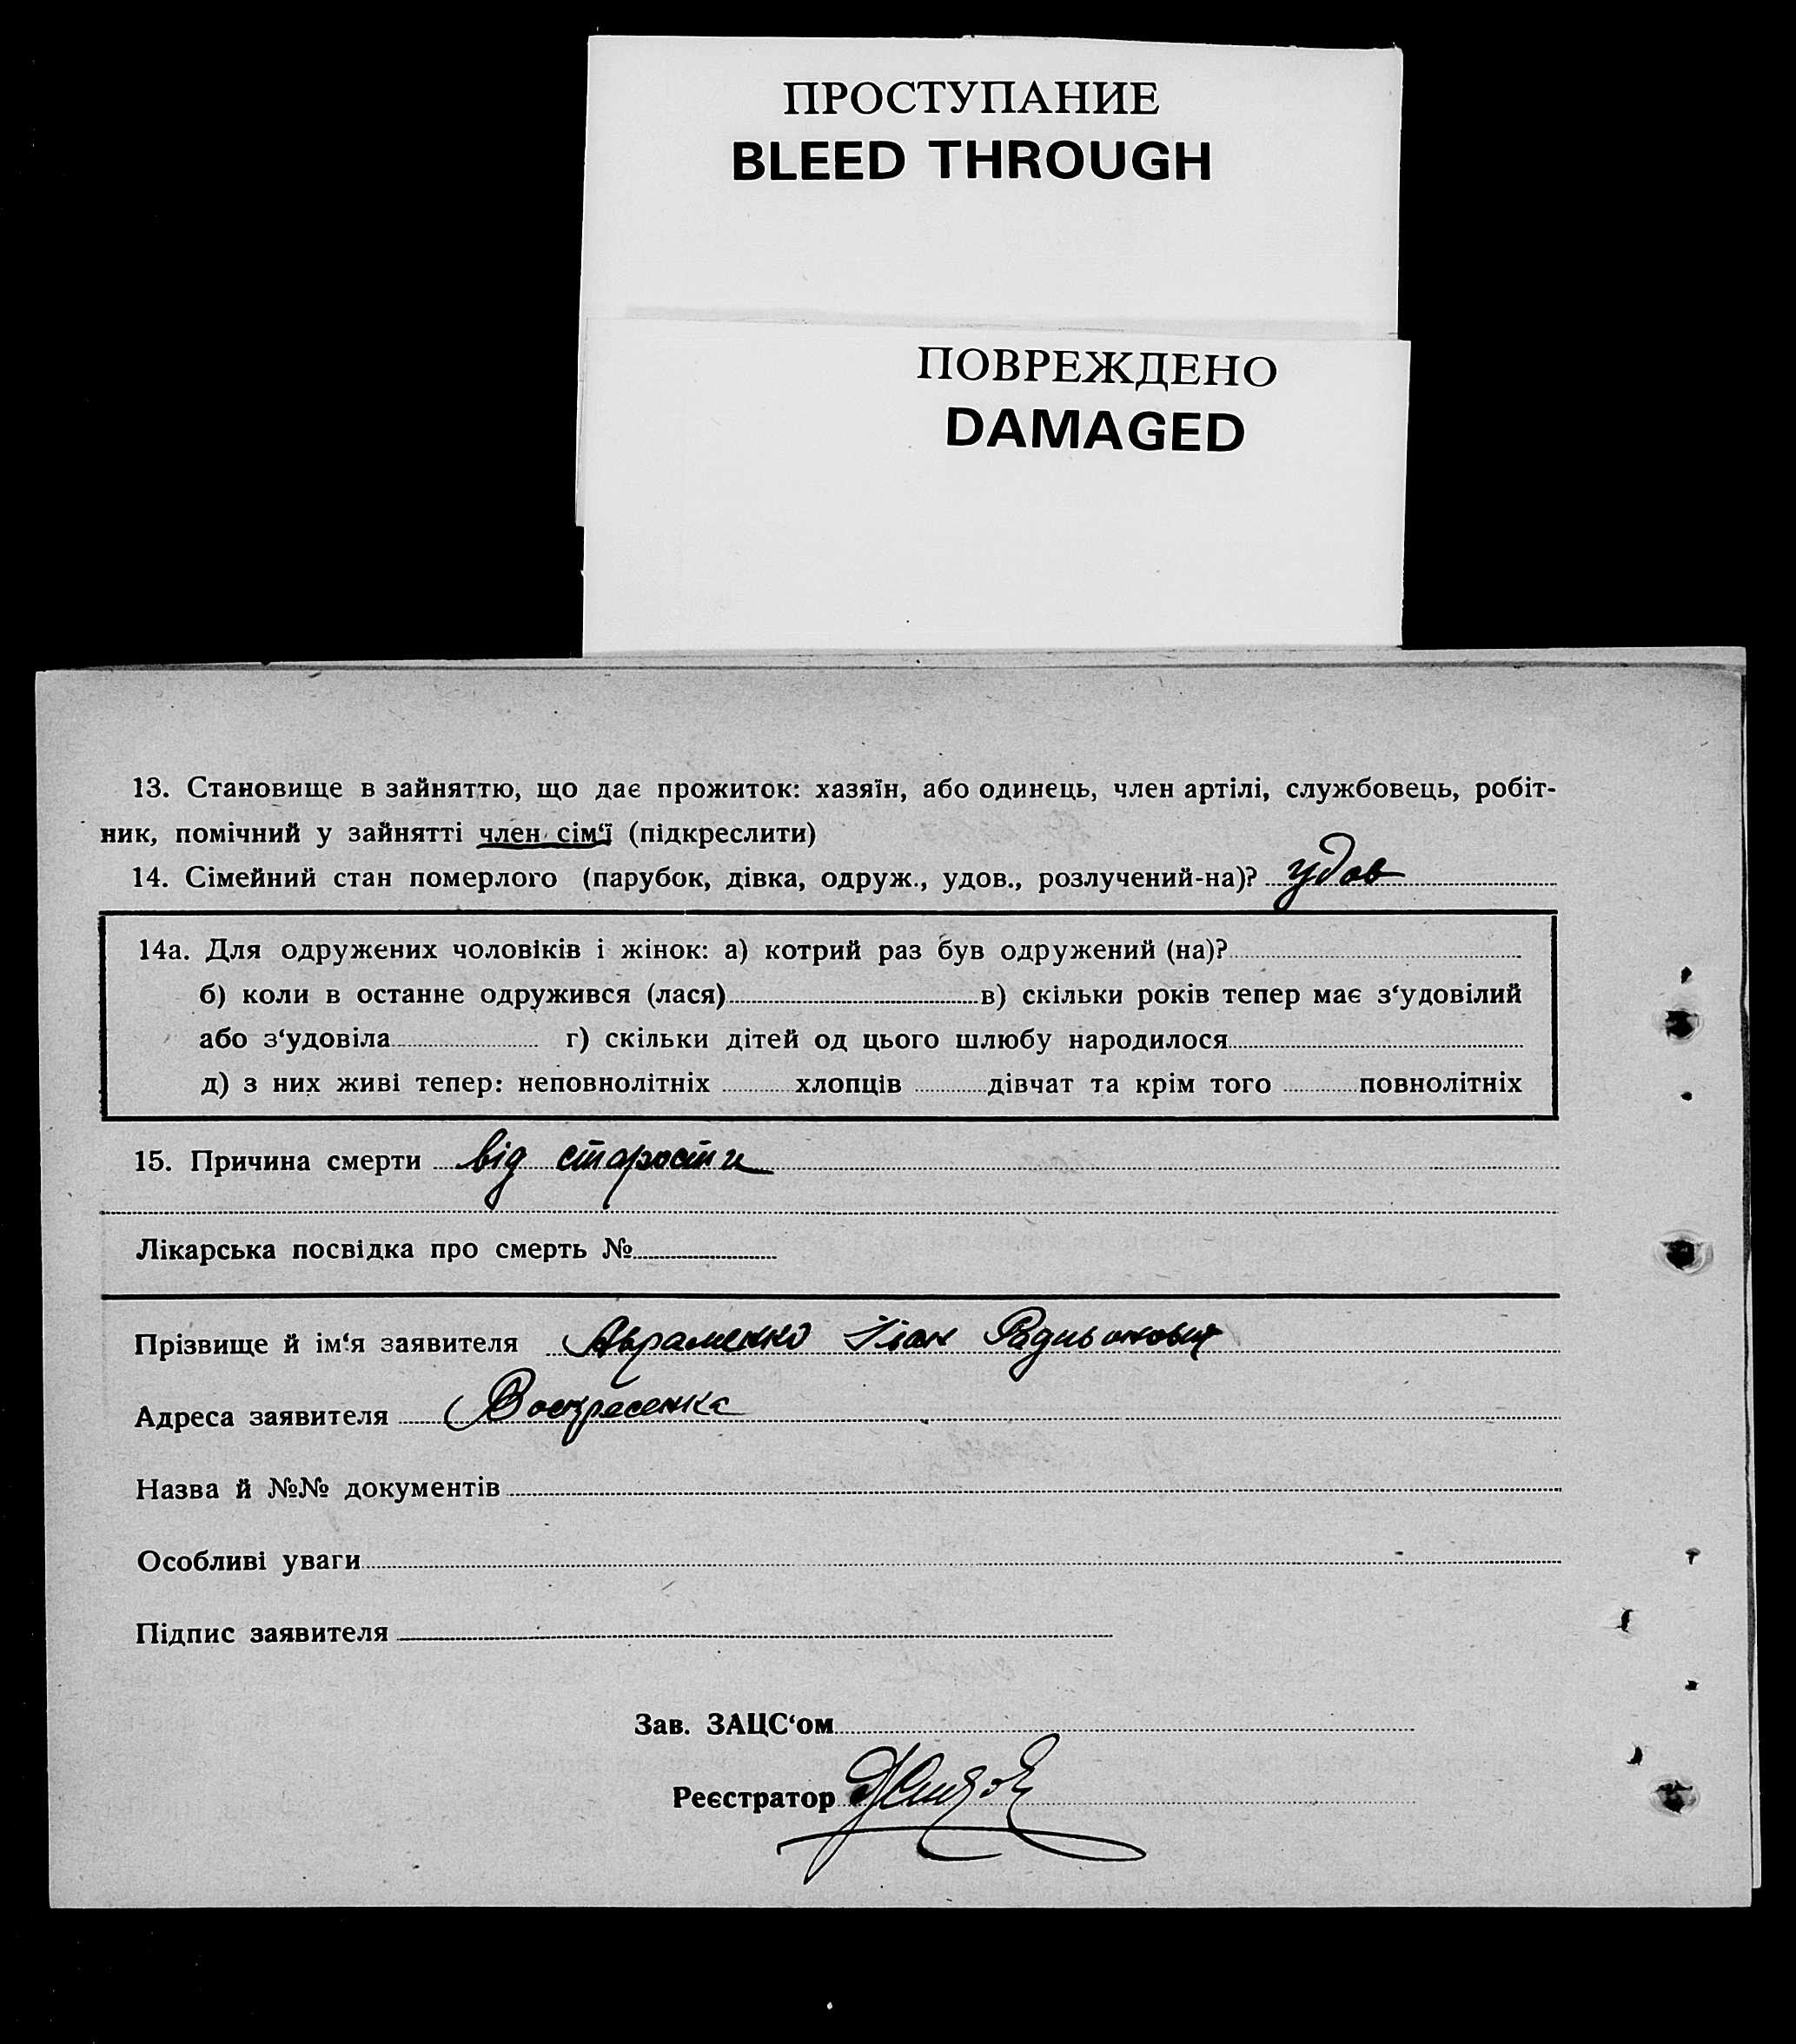 ПРОСТУПАНИЕ
BLEED THROUGH
ПОВРЕЖДЕНО
DAMAGED
13. Становище в зайняттю, що дає прожиток: хазяїн, або одинець, член артілі, службовець, робіт-
ник, помічний у зайнятті член сім‘ї (підкреслити)
14. Сімейний стан померлого (парубок, дівка, одруж., удов., розлучений-на)? удов
14а. Для одружених чоловіків і жінок: а) котрий раз був одружений (на)?
б) коли в останне одружився (лася) в) скільки років тепер має з‘удовілий
або з‘удовіла г) скільки дітей од цього шлюбу народилося
д) з них живі тепер: неповнолітніх хлопців дівчат та крім того повнолітніх
15. Причина смерти від старости
Лікарська посвідка про смерть №
Прізвище й ім‘я заявителя Авраменко Іван Радивонович
Адреса заявителя Воскресенка
Назва й №№ документів
Особливі уваги
Підпис заявителя
Зав. ЗАЦС‘ом
Реєстратор